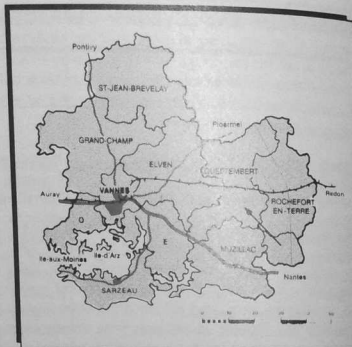 Pontivy
ST-JEAN-BREVELAY
Ploermel
GRAND-CHAMP
ELVEN
QUESTEMBERT
Auray
VANNES
Redon
ROCHEFORT
EN-TERRE
O
Ile-aux-Moines
Ile-d'Arz
E
MUZILLAC
Nantes
SARZEAU